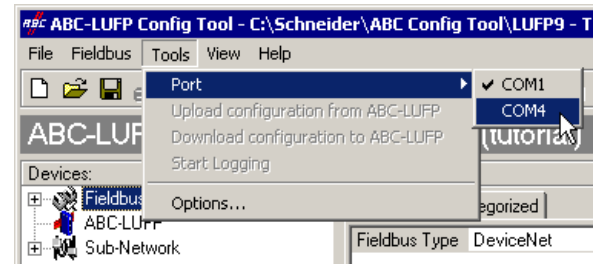 ABC-LUFP Config Tool - C:\Schneider\ABC Config Tool\LUFP9 - T
File Fieldbus Tools View Help
Port
COM1
COM4
Upload configuration from ABC-LUFP
Download configuration to ABC-LUFP
Start Logging
Options...
ABC-LUF
(tutorial)
Devices:
Fieldbus
ABC-LUFP
Sub-Network
egorized
Fieldbus Type DeviceNet